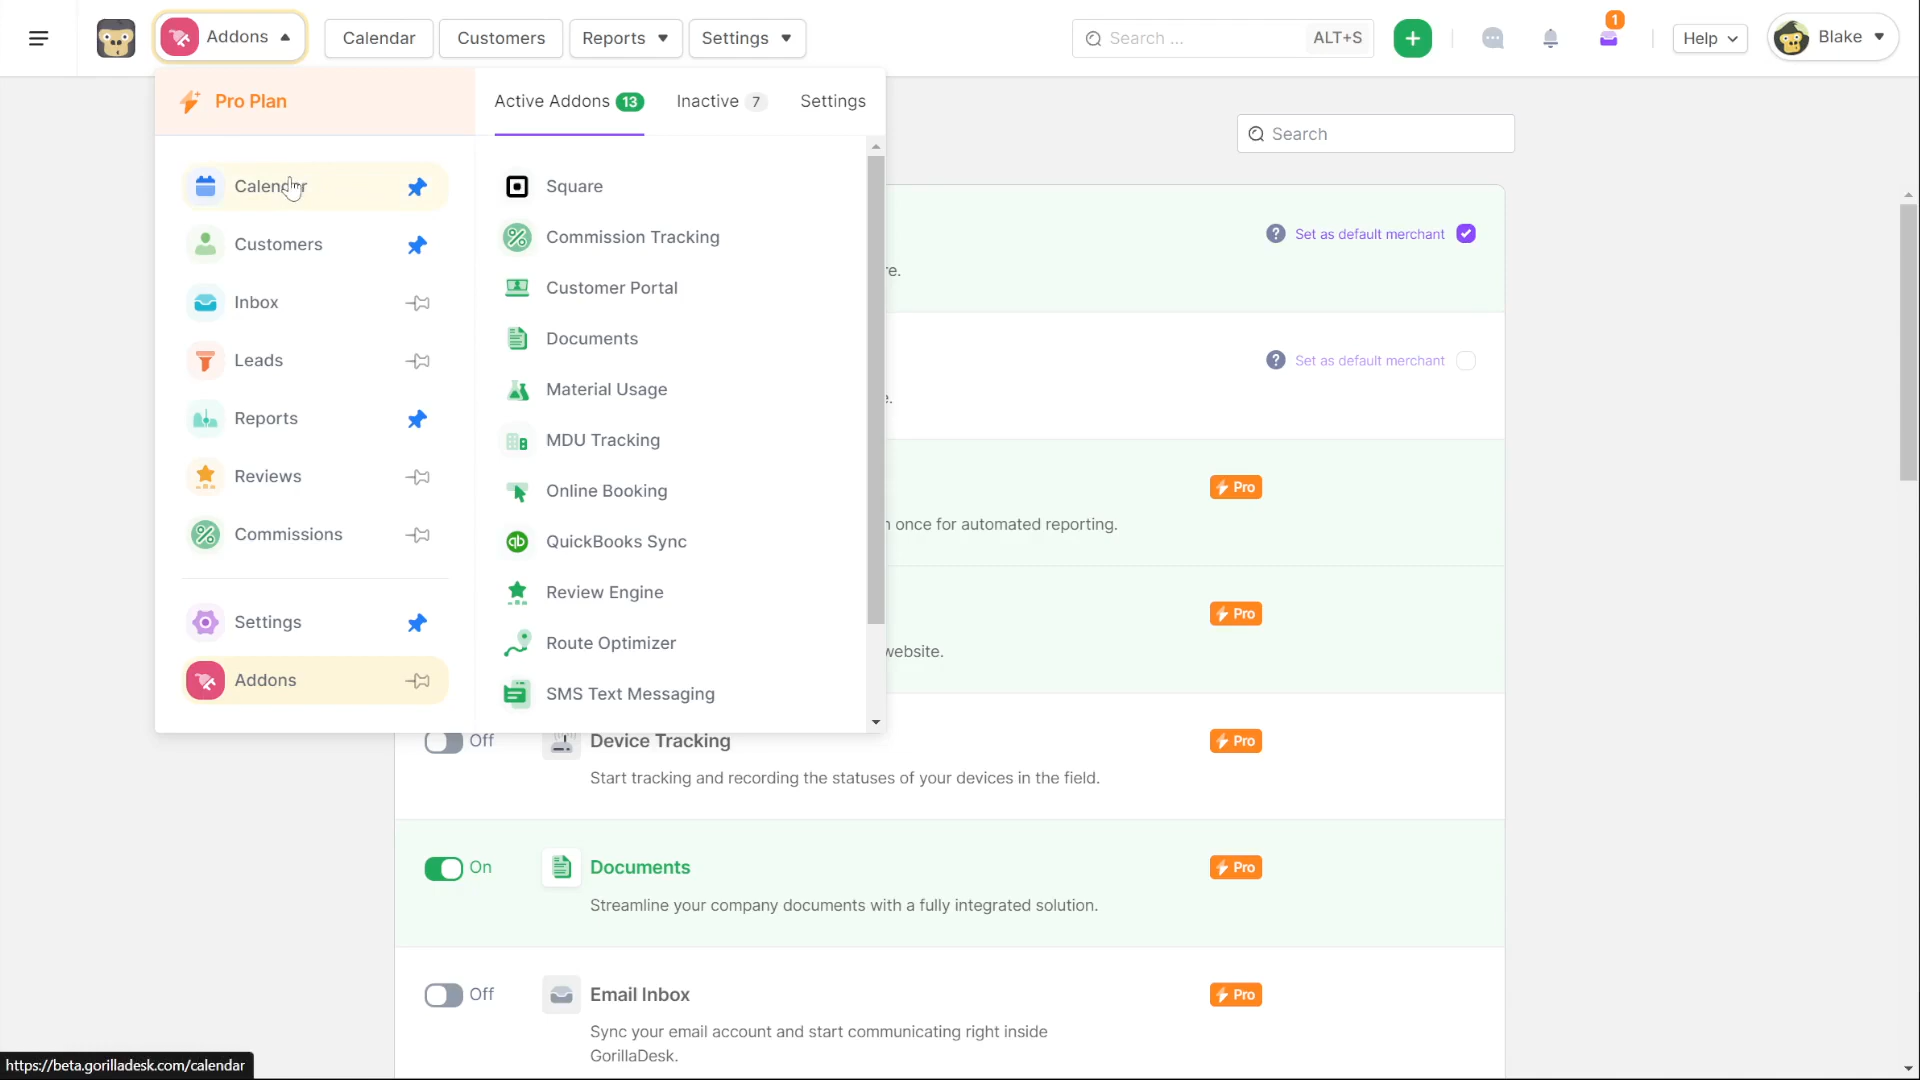 Addons
Calendar
Customers
Reports
Settings
Search ...
ALT+S
1
Help
Blake
Pro Plan
Active Addons 13
Inactive 7
Settings
Search
Calendar
Customers
Inbox
Leads
Reports
Reviews
Commissions
Settings
Addons
Square
Commission Tracking
Customer Portal
Documents
Material Usage
MDU Tracking
Online Booking
QuickBooks Sync
Review Engine
Route Optimizer
SMS Text Messaging
? Set as default merchant
re.
? Set as default merchant
e.
Pro
n once for automated reporting.
Pro
website.
Off
Device Tracking
Pro
Start tracking and recording the statuses of your devices in the field.
On
Documents
Pro
Streamline your company documents with a fully integrated solution.
Off
Email Inbox
Pro
Sync your email account and start communicating right inside
GorillaDesk.
https://beta.gorilladesk.com/calendar